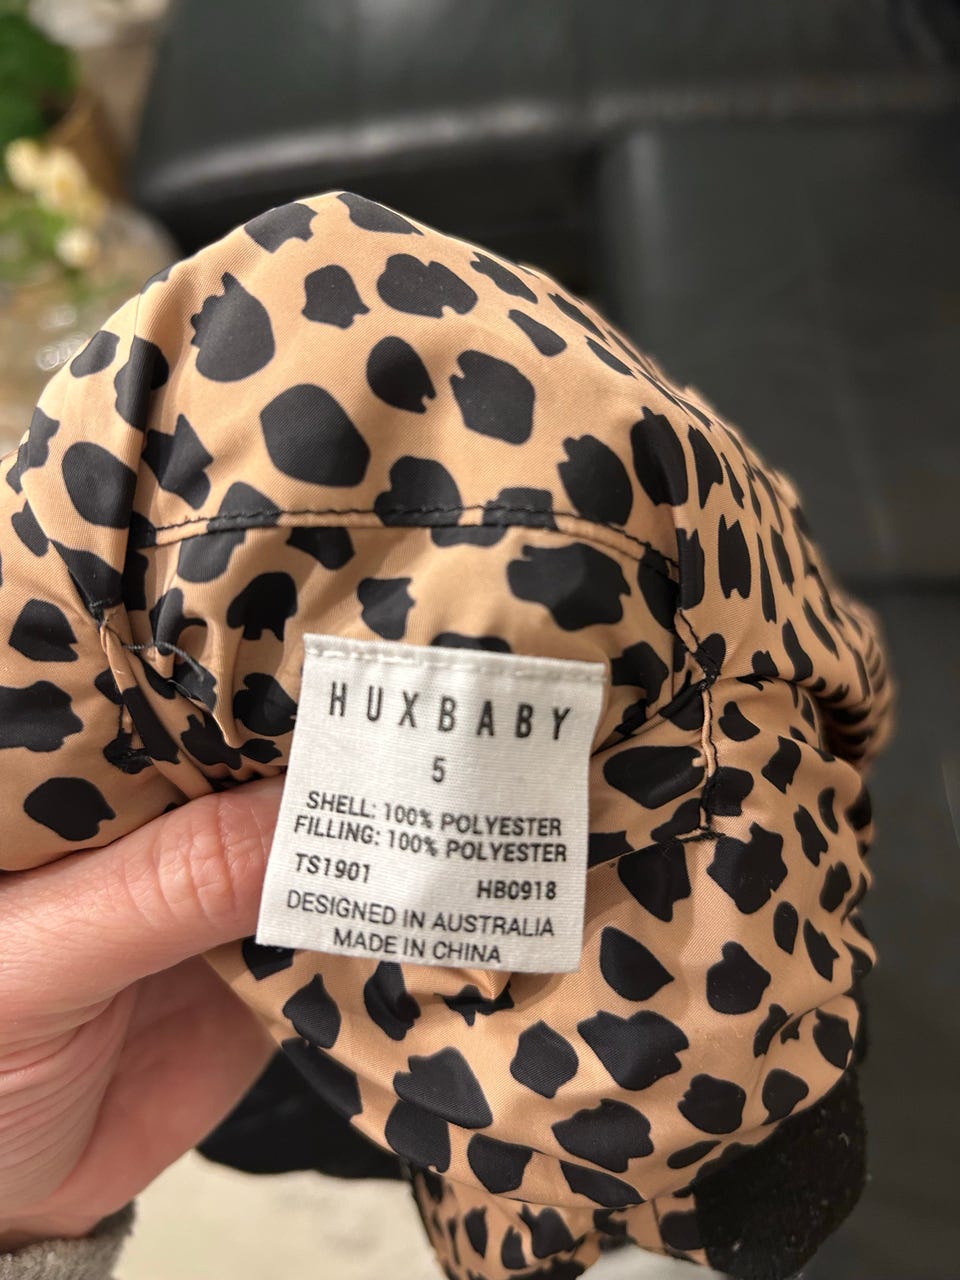 HUXBABY
5
SHELL: 100% POLYESTER
FILLING: 100% POLYESTER
TS1901
HB0918
DESIGNED IN AUSTRALIA
MADE IN CHINA